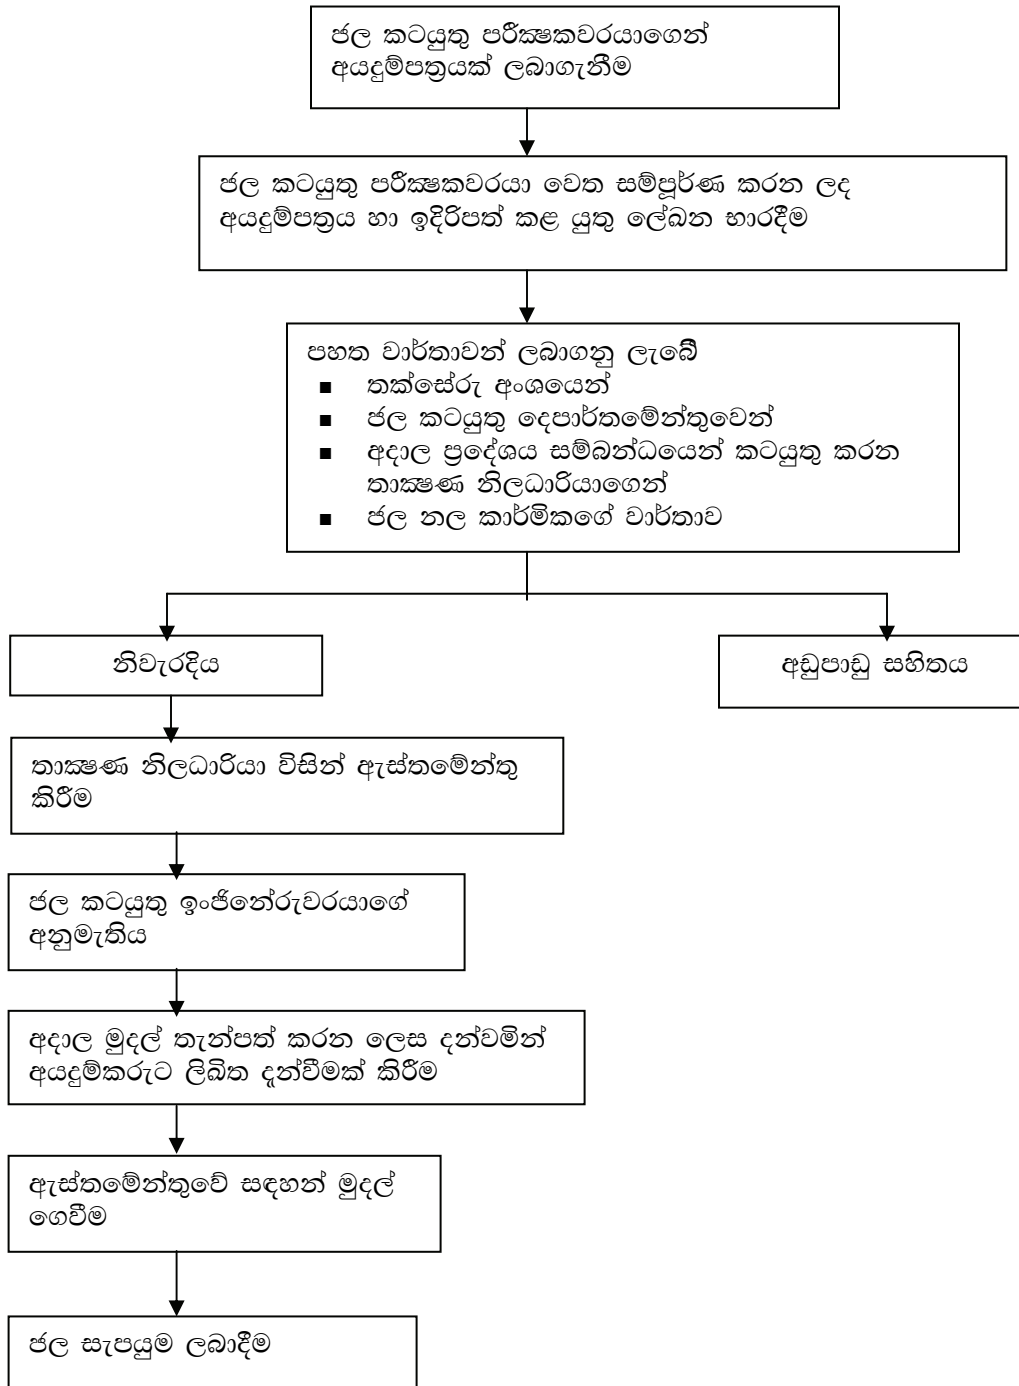 ජල කටයුතු පරීක්‍ෂකවරයාගෙන්
අයදුම්පත්‍රයක් ලබාගැනීම
ජල කටයුතු පරීක්‍ෂකවරයා වෙත සම්පූර්ණ කරන ලද
අයදුම්පත්‍රය හා ඉදිරිපත් කළ යුතු ලේඛන භාරදීම
පහත වාර්තාවන් ලබාගනු ලැබේ
■ තක්සේරු අංශයෙන්
■ ජල කටයුතු දෙපාර්තමේන්තුවෙන්
■ අදාල ප්‍රදේශය සම්බන්ධයෙන් කටයුතු කරන
තාක්‍ෂණ නිලධාරියාගෙන්
■ ජල නල කාර්මිකගේ වාර්තාව
නිවැරදිය
අඩුපාඩු සහිතය
තාක්‍ෂණ නිලධාරියා විසින් ඇස්තමේන්තු
කිරීම
ජල කටයුතු ඉංජිනේරුවරයාගේ
අනුමැතිය
අදාල මුදල් තැන්පත් කරන ලෙස දන්වමින්
අයදුම්කරුට ලිඛිත දැන්වීමක් කිරීම
ඇස්තමේන්තුවේ සඳහන් මුදල්
ගෙවීම
ජල සැපයුම ලබාදීම